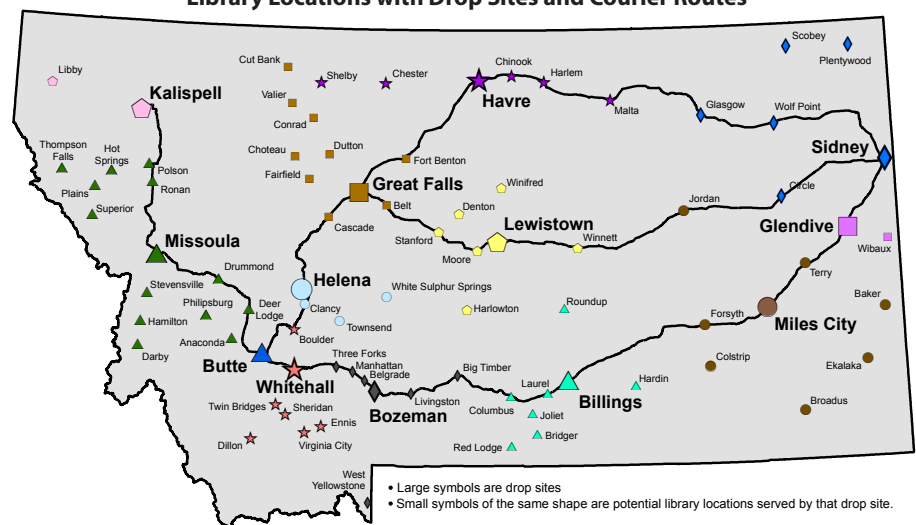 Library Locations with Drop Sites and Courier Routes
Scobey
Plentywood
Cut Bank
Shelby
Chester
Chinook
Harlem
Havre
Malta
Libby
Kalispell
Valier
Conrad
Glasgow
Wolf Point
Thompson
Falls
Hot
Springs
Polson
Ronan
Plains
Superior
Choteau
Dutton
Fairfield
Fort Benton
Sidney
Great Falls
Belt
Cascade
Winifred
Denton
Lewistown
Stanford
Moore
Winnett
Jordan
Circle
Glendive
Wibaux
Missoula
Drummond
Stevensville
Philipsburg
Deer
Lodge
Hamilton
Anaconda
Darby
Helena
Clancy
White Sulphur Springs
Townsend
Boulder
Harlowton
Roundup
Terry
Baker
Forsyth
Miles City
Butte
Whitehall
Three Forks
Manhattan
Belgrade
Bozeman
Livingston
Big Timber
Laurel
Billings
Hardin
Colstrip
Ekalaka
Broadus
Columbus
Joliet
Bridger
Red Lodge
Twin Bridges
Sheridan
Ennis
Virginia City
Dillon
West
Yellowstone
• Large symbols are drop sites
• Small symbols of the same shape are potential library locations served by that drop site.